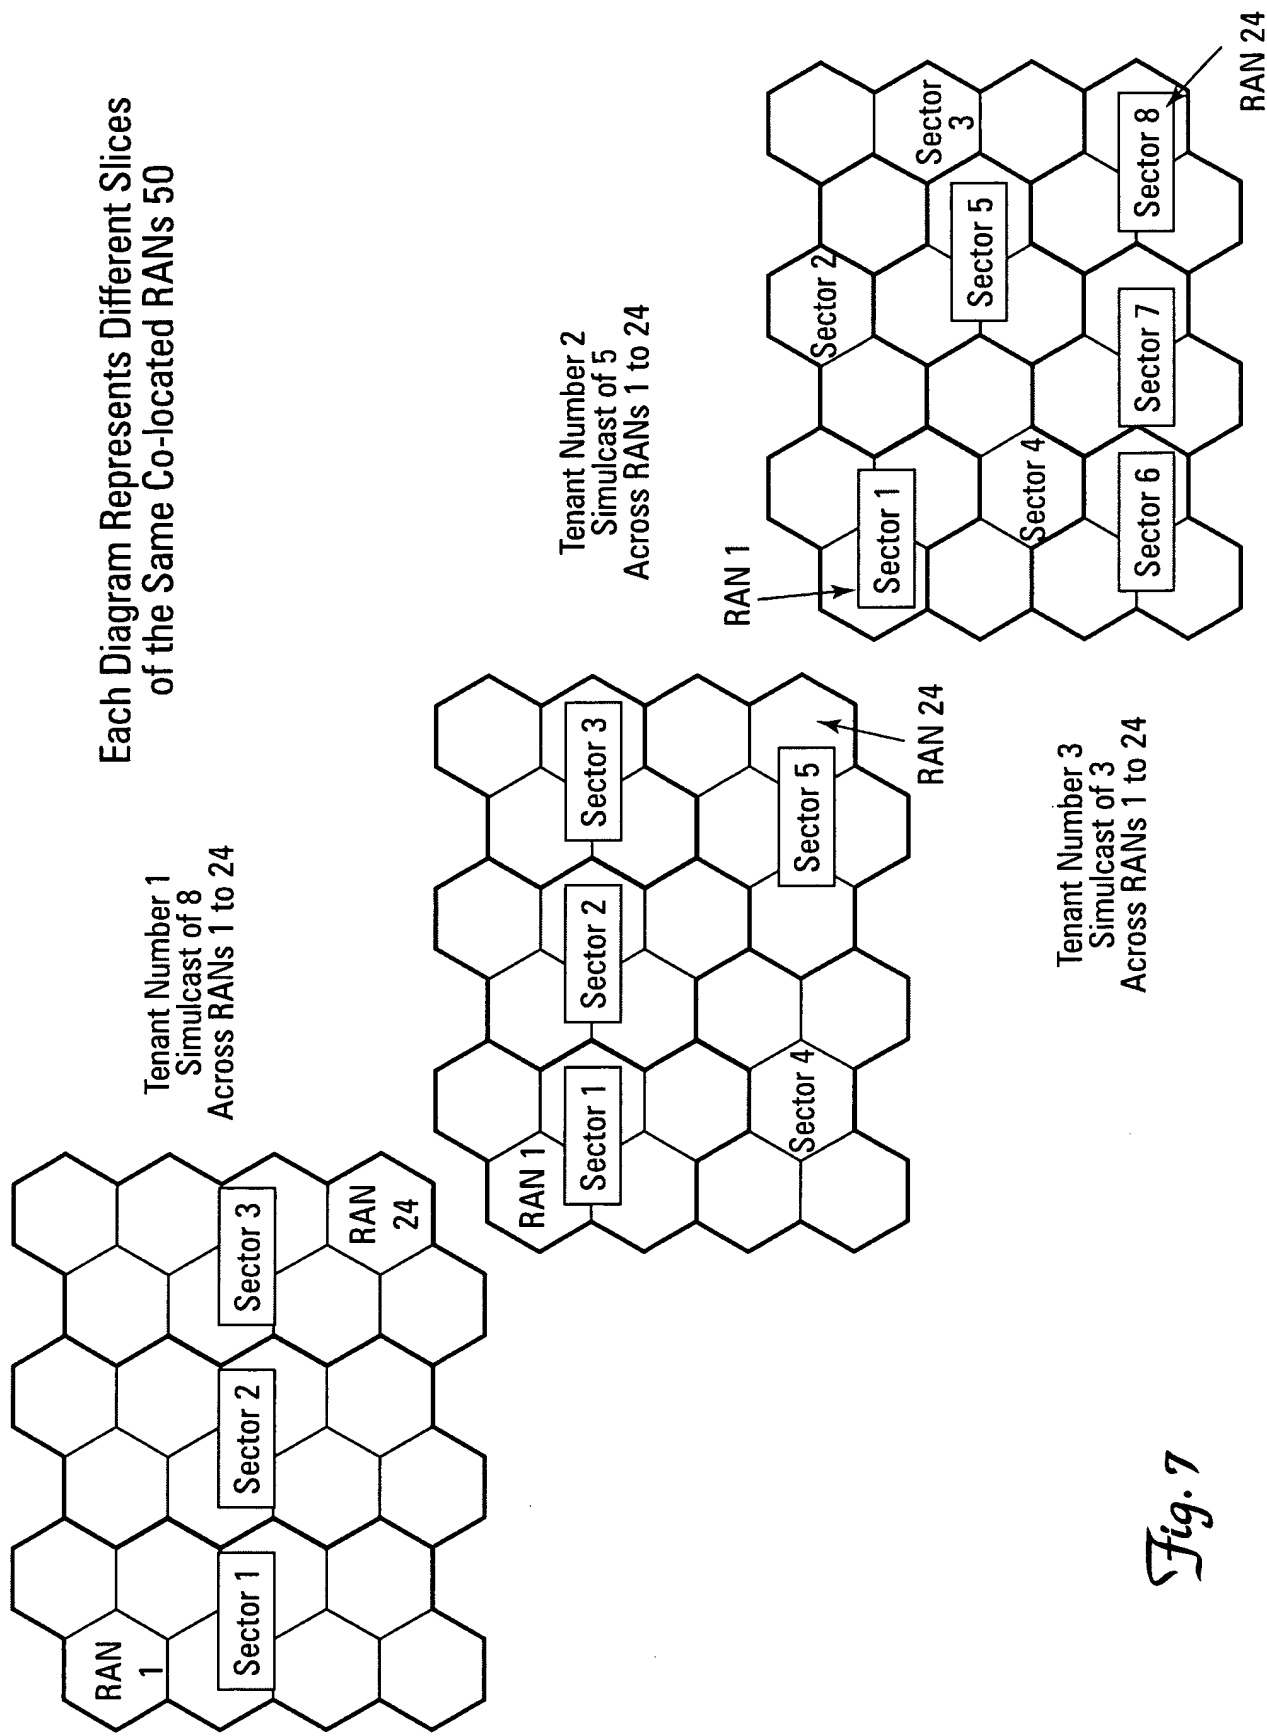 Each Diagram Represents Different Slices
of the Same Co-located RANs 50
Tenant Number 1
Simulcast of 8
Across RANs 1 to 24
RAN
1
Sector 1
Sector 2
Sector 3
RAN
24
Tenant Number 2
Simulcast of 5
Across RANs 1 to 24
RAN 1
Sector 1
Sector 2
Sector 3
Sector 4
Sector 5
RAN 24
Tenant Number 3
Simulcast of 3
Across RANs 1 to 24
RAN 1
Sector 1
Sector 2
Sector
3
Sector 4
Sector 5
Sector 6
Sector 7
Sector 8
RAN 24
Fig. 7